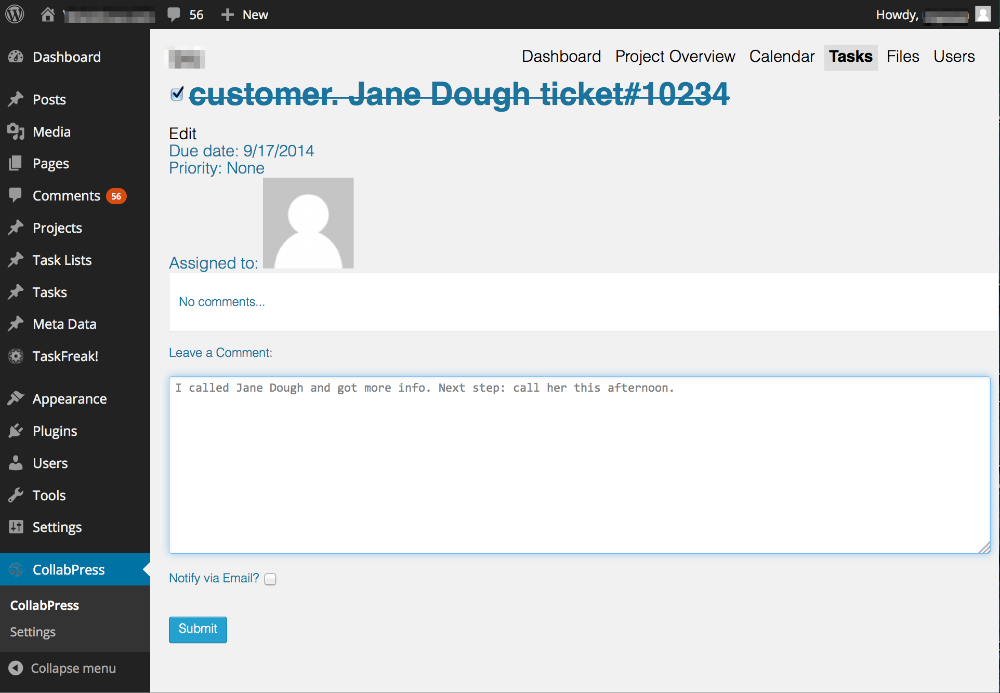 56 New Howdy,
Dashboard
Posts
Media
Pages
Comments 56
Projects
Task Lists
Tasks
Meta Data
TaskFreak!
Appearance
Plugins
Users
Tools
Settings
CollabPress
CollabPress
Settings
Collapse menu
Dashboard Project Overview Calendar Tasks Files Users
customer. Jane Dough ticket#10234
Edit
Due date: 9/17/2014
Priority: None
Assigned to:
No comments...
Leave a Comment:
I called Jane Dough and got more info. Next step: call her this afternoon.
Notify via Email?
Submit